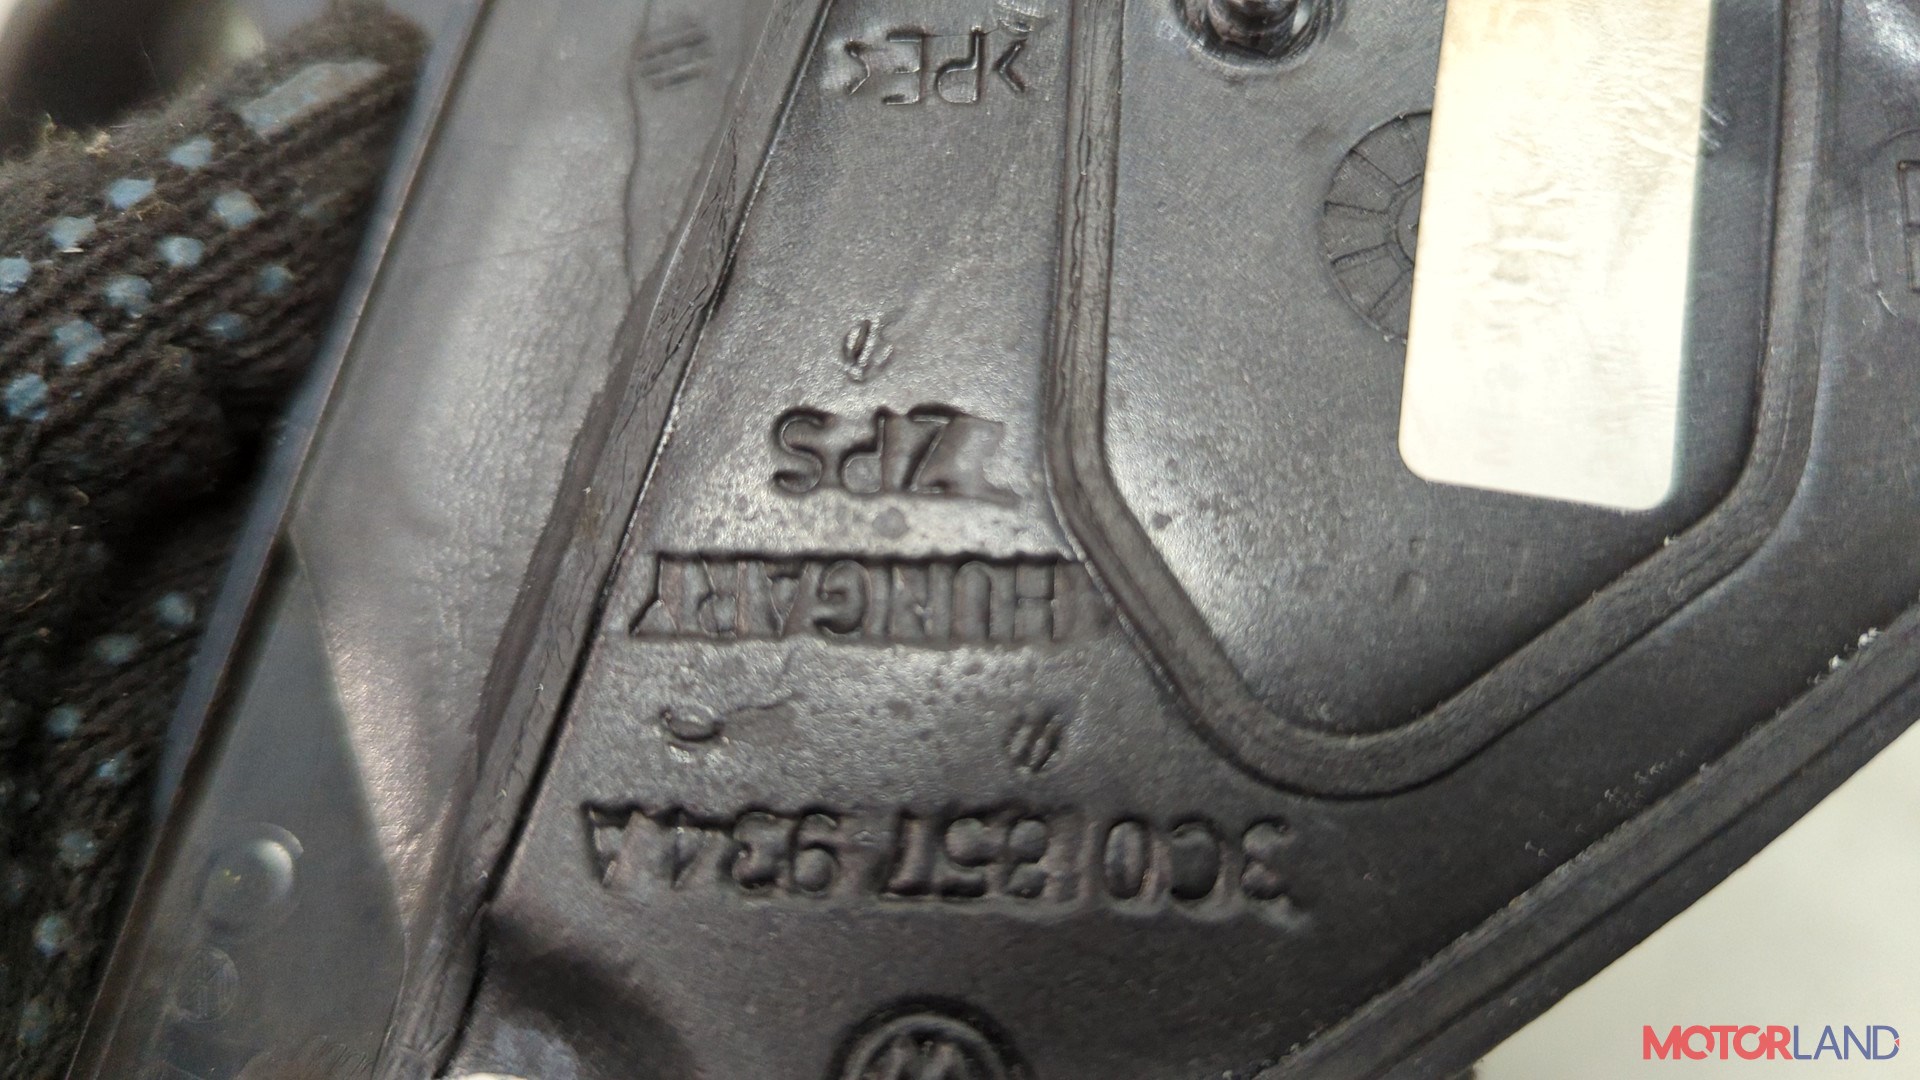 3C0 857 934 A
HUNGARY
ZPS
>PE<
MOTORLAND